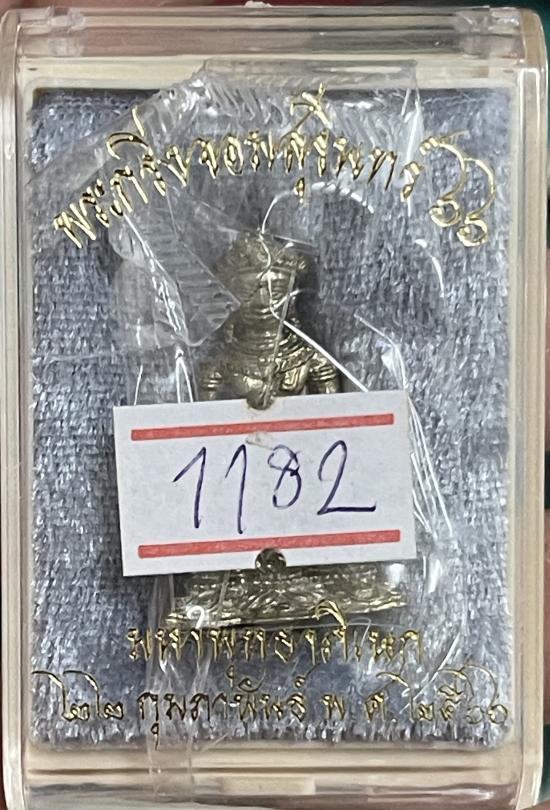 พระกริ่งจอมสุรินทร์ ๖๖
1182
มหาพุทธาภิเษก
๒๒ กุมภาพันธ์ พ.ศ. ๒๕๖๖